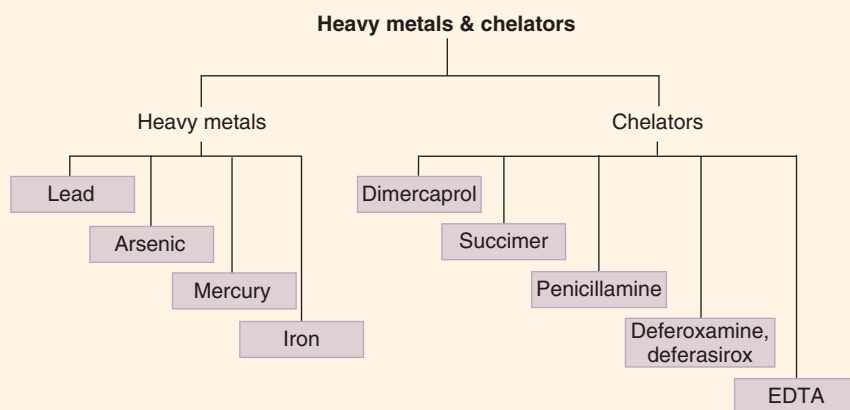 Heavy metals & chelators
Heavy metals
Chelators
Lead
Arsenic
Mercury
Iron
Dimercaprol
Succimer
Penicillamine
Deferoxamine,
deferasirox
EDTA